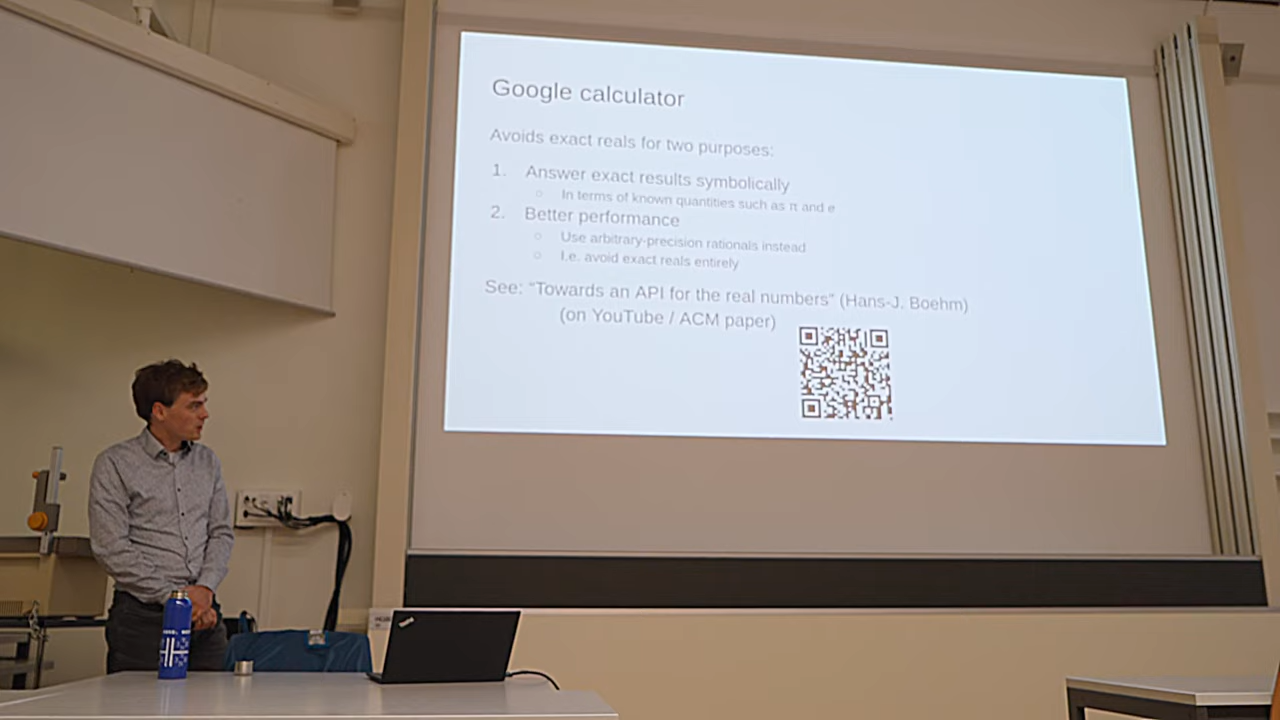 Google calculator
Avoids exact reals for two purposes:
1. Answer exact results symbolically
○ In terms of known quantities such as π and e
2. Better performance
○ Use arbitrary-precision rationals instead
○ I.e. avoid exact reals entirely
See: "Towards an API for the real numbers" (Hans-J. Boehm)
(on YouTube / ACM paper)
ThinkPad